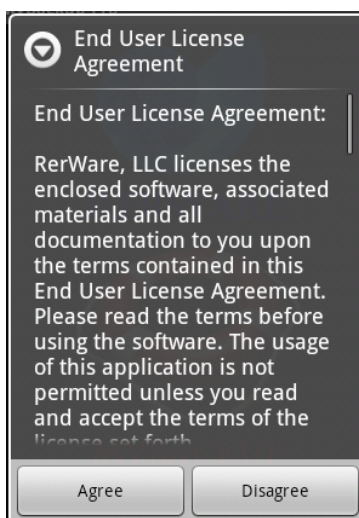 End User License
Agreement
End User License Agreement:
RerWare, LLC licenses the
enclosed software, associated
materials and all
documentation to you upon
the terms contained in this
End User License Agreement.
Please read the terms before
using the software. The usage
of this application is not
permitted unless you read
and accept the terms of the
license set forth
Agree
Disagree